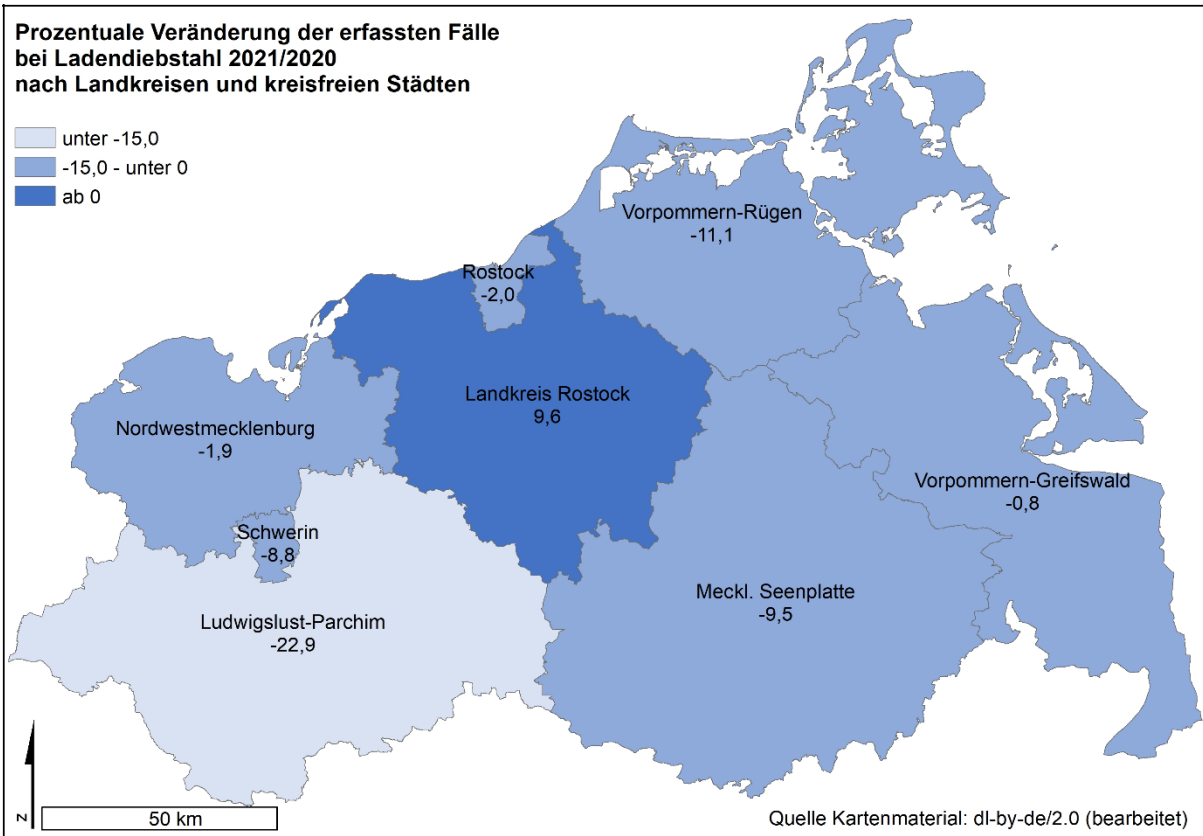 Prozentuale Veränderung der erfassten Fälle
bei Ladendiebstahl 2021/2020
nach Landkreisen und kreisfreien Städten
unter -15,0
-15,0 - unter 0
ab 0
Vorpommern-Rügen
-11,1
Rostock
-2,0
Landkreis Rostock
9,6
Nordwestmecklenburg
-1,9
Vorpommern-Greifswald
-0,8
Schwerin
-8,8
Meckl. Seenplatte
-9,5
Ludwigslust-Parchim
-22,9
N
50 km
Quelle Kartenmaterial: dl-by-de/2.0 (bearbeitet)